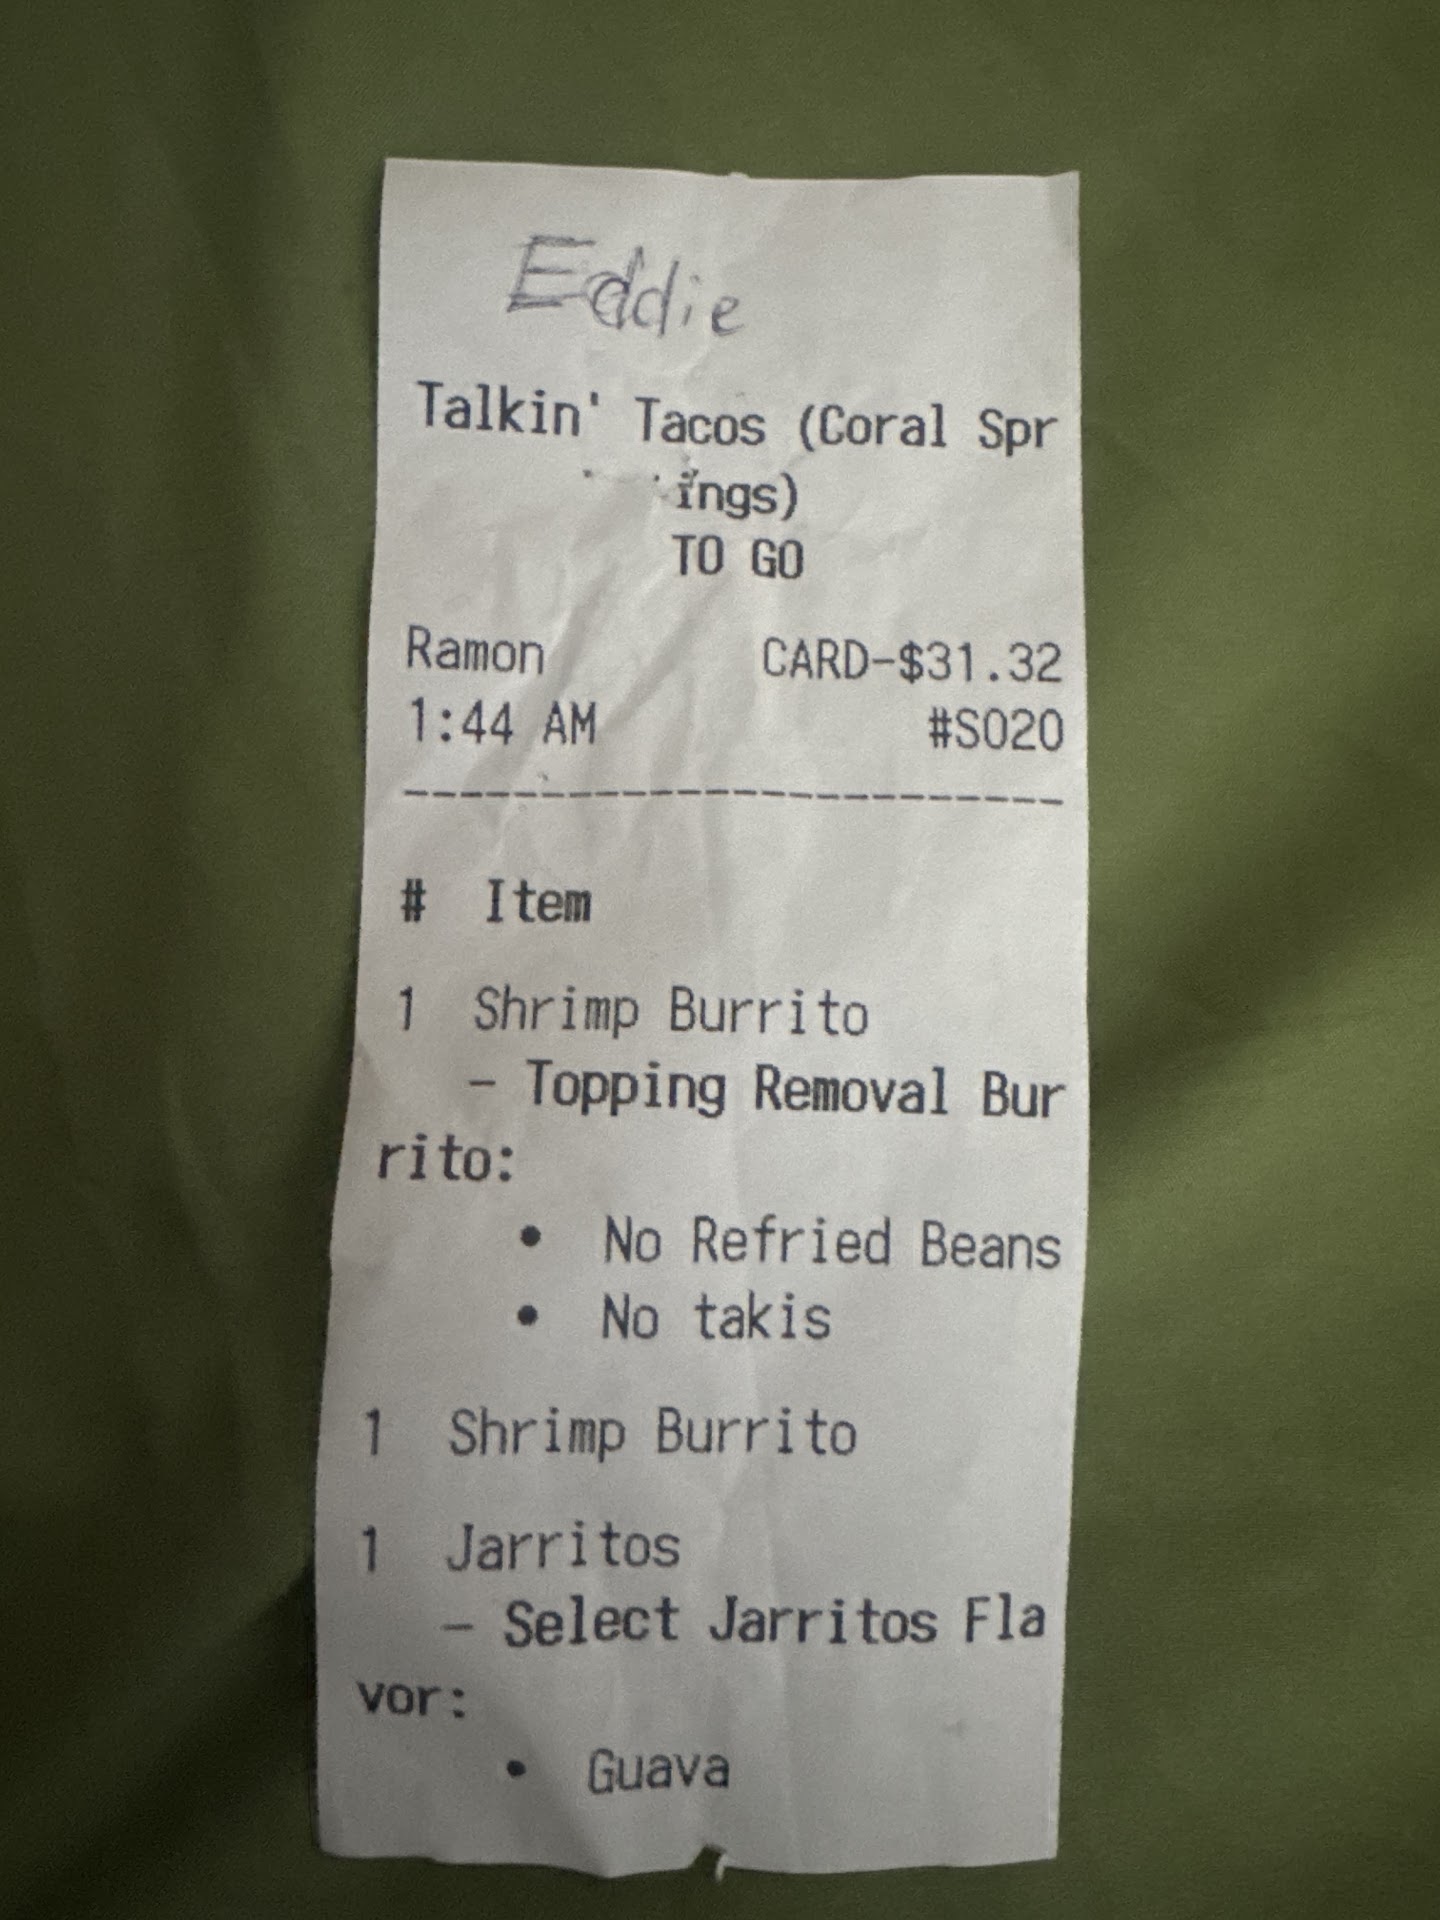 Eddie
Talkin' Tacos (Coral Spr
ings)
TO GO
Ramon CARD-$31.32
1:44 AM #S020
------------------------
# Item
1 Shrimp Burrito
- Topping Removal Bur
rito:
• No Refried Beans
• No takis
1 Shrimp Burrito
1 Jarritos
- Select Jarritos Fla
vor:
• Guava